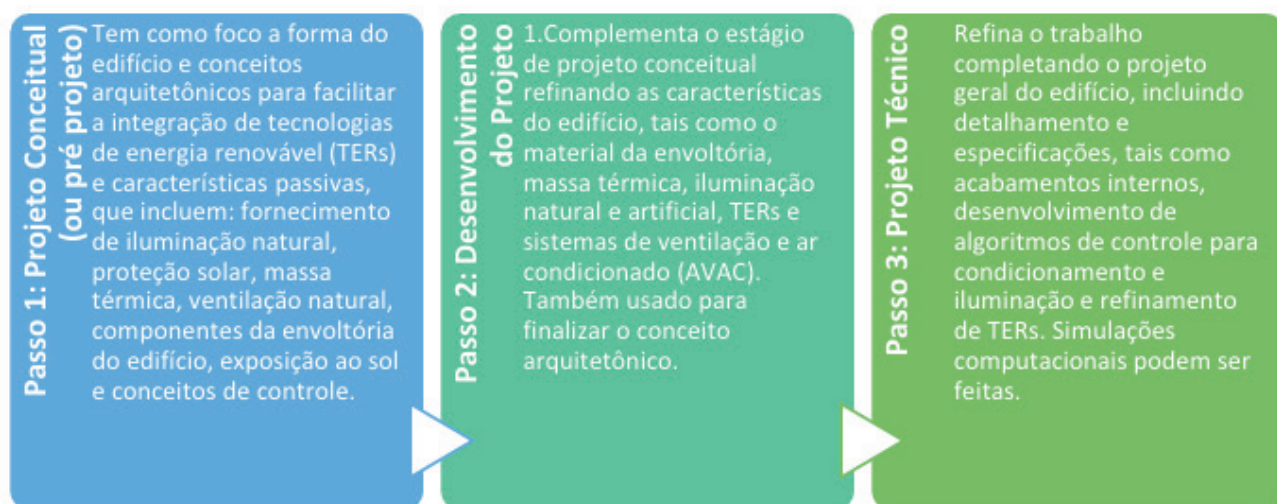 Passo 1: Projeto Conceitual
(ou pré projeto)
Tem como foco a forma do
edifício e conceitos
arquitetônicos para facilitar
a integração de tecnologias
de energia renovável (TERs)
e características passivas,
que incluem: fornecimento
de iluminação natural,
proteção solar, massa
térmica, ventilação natural,
componentes da envoltória
do edifício, exposição ao sol
e conceitos de controle.
Passo 2: Desenvolvimento
do Projeto
1.Complementa o estágio
de projeto conceitual
refinando as características
do edifício, tais como o
material da envoltória,
massa térmica, iluminação
natural e artificial, TERs e
sistemas de ventilação e ar
condicionado (AVAC).
Também usado para
finalizar o conceito
arquitetônico.
Passo 3: Projeto Técnico
Refina o trabalho
completando o projeto
geral do edifício, incluindo
detalhamento e
especificações, tais como
acabamentos internos,
desenvolvimento de
algoritmos de controle para
condicionamento e
iluminação e refinamento
de TERs. Simulações
computacionais podem ser
feitas.